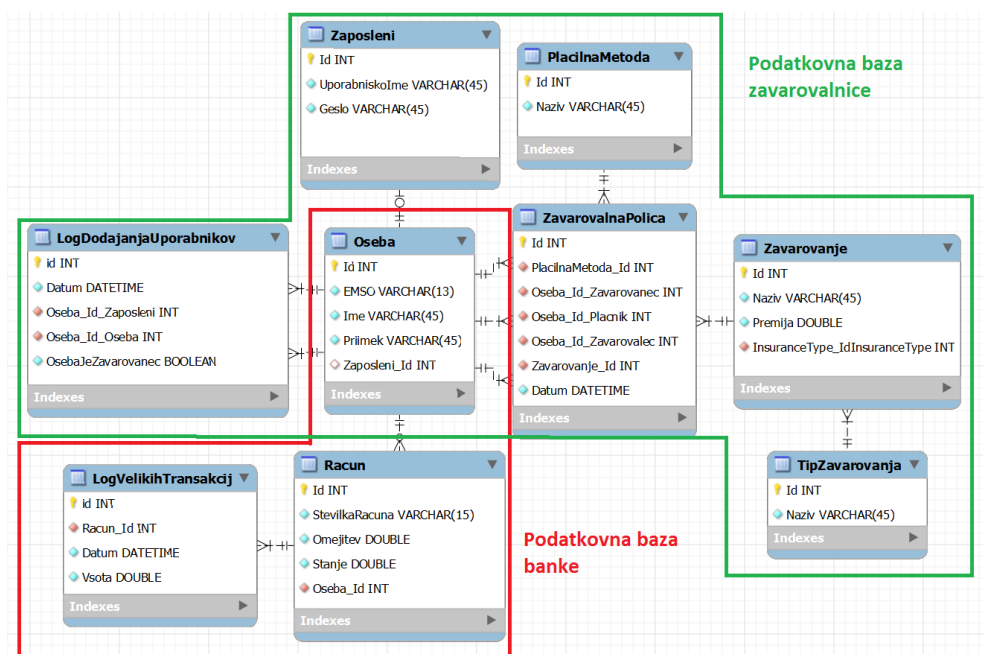 Zaposleni
Id INT
UporabniskoIme VARCHAR(45)
Geslo VARCHAR(45)
Indexes
PlacilnaMetoda
Id INT
Naziv VARCHAR(45)
Indexes
Podatkovna baza
zavarovalnice
LogDodajanjaUporabnikov
id INT
Datum DATETIME
Oseba_Id_Zaposleni INT
Oseba_Id_Oseba INT
OsebaJeZavarovanec BOOLEAN
Indexes
Oseba
Id INT
EMSO VARCHAR(13)
Ime VARCHAR(45)
Priimek VARCHAR(45)
Zaposleni_Id INT
Indexes
ZavarovalnaPolica
Id INT
PlacilnaMetoda_Id INT
Oseba_Id_Zavarovanec INT
Oseba_Id_Placnik INT
Oseba_Id_Zavarovalec INT
Zavarovanje_Id INT
Datum DATETIME
Indexes
Zavarovanje
Id INT
Naziv VARCHAR(45)
Premija DOUBLE
InsuranceType_IdInsuranceType INT
Indexes
LogVelikihTransakcij
id INT
Racun_Id INT
Datum DATETIME
Vsota DOUBLE
Indexes
Racun
Id INT
StevilkaRacuna VARCHAR(15)
Omejitev DOUBLE
Stanje DOUBLE
Oseba_Id INT
Indexes
Podatkovna baza
banke
TipZavarovanja
Id INT
Naziv VARCHAR(45)
Indexes